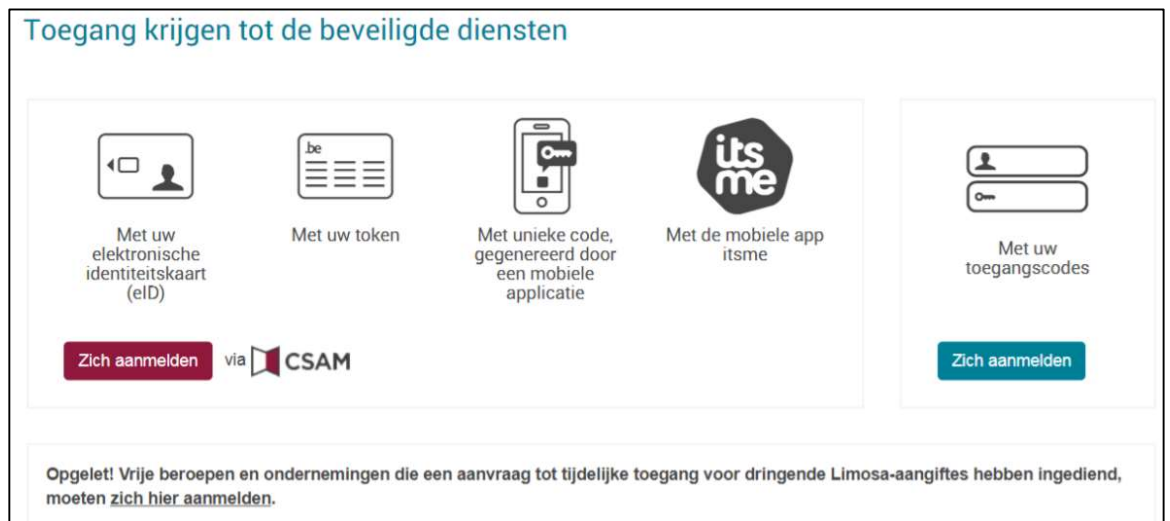 Toegang krijgen tot de beveiligde diensten
.be
its
me
Met uw
elektronische
identiteitskaart
(eID)
Met uw token
Met unieke code,
gegenereerd door
een mobiele
applicatie
Met de mobiele app
itsme
Met uw
toegangscodes
Zich aanmelden
via
CSAM
Zich aanmelden
Opgelet! Vrije beroepen en ondernemingen die een aanvraag tot tijdelijke toegang voor dringende Limosa-aangiftes hebben ingediend,
moeten zich hier aanmelden.